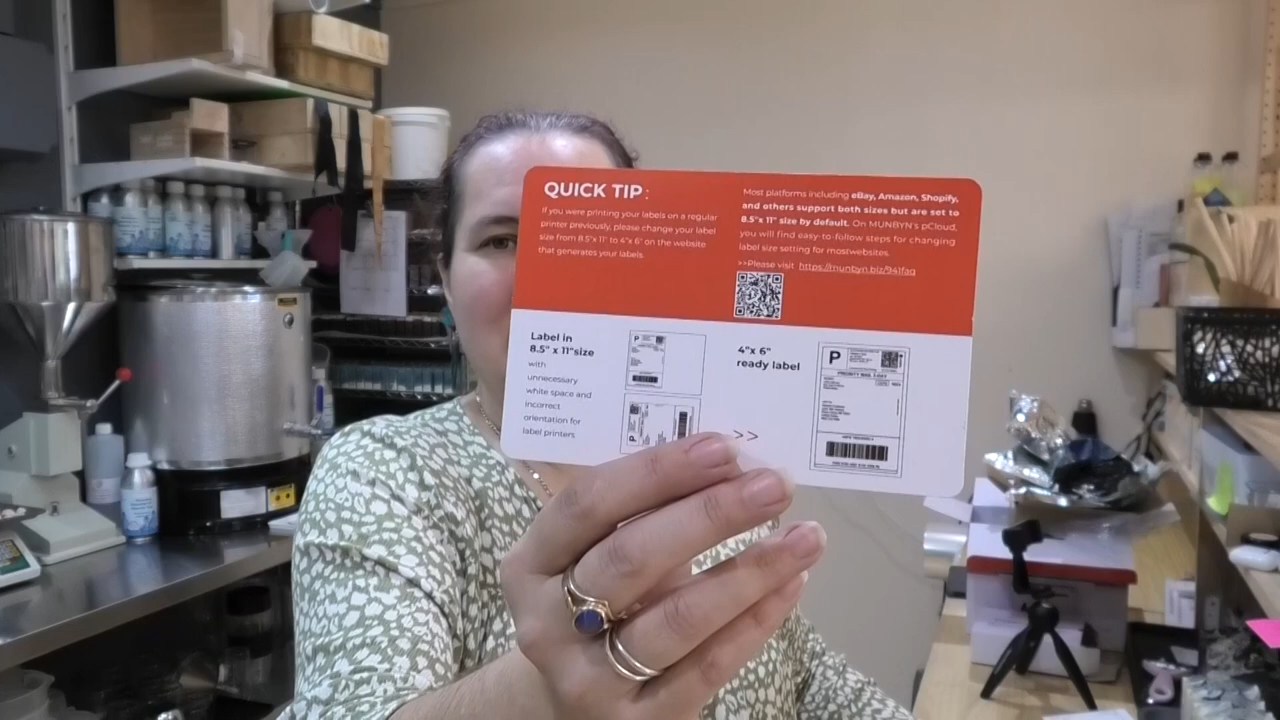 QUICK TIP:
If you were printing your labels on a regular
printer previously, please change your label
size from 8.5"x 11" to 4"x 6" on the website
that generates your labels.
Most platforms including eBay, Amazon, Shopify,
and others support both sizes but are set to
8.5"x 11" size by default. On MUNBYN's pCloud,
you will find easy-to-follow steps for changing
label size setting for mostwebsites.
>>Please visit https://munbyn.biz/941faq
Label in
8.5" x 11"size
with
unnecessary
white space and
incorrect
orientation for
label printers
P
P
>>
4"x 6"
ready label
P
PRIORITY MAIL 2-DAY